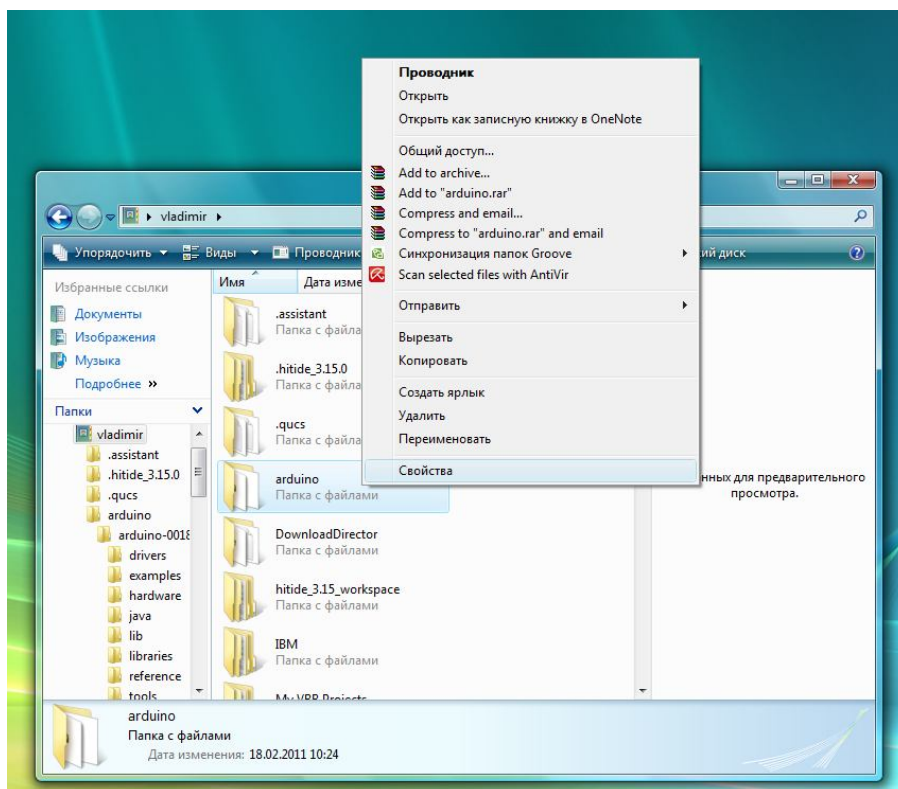 Проводник
Открыть
Открыть как записную книжку в OneNote
Общий доступ...
Add to archive...
Add to "arduino.rar"
Compress and email...
Compress to "arduino.rar" and email
Синхронизация папок Groove
Scan selected files with AntiVir
Отправить
Вырезать
Копировать
Создать ярлык
Удалить
Переименовать
Свойства
vladimir
Упорядочить
Виды
Проводник
диск
Избранные ссылки
Документы
Изображения
Музыка
Подробнее »
Папки
vladimir
.assistant
.hitide_3.15.0
.qucs
arduino
arduino-0018
drivers
examples
hardware
java
lib
libraries
reference
tools
Имя
Дата изме
.assistant
Папка с файла
.hitide_3.15.0
Папка с файла
.qucs
Папка с файла
arduino
Папка с файлами
DownloadDirector
Папка с файлами
hitide_3.15_workspace
Папка с файлами
IBM
Папка с файлами
нных для предварительного
просмотра.
arduino
Папка с файлами
Дата изменения: 18.02.2011 10:24